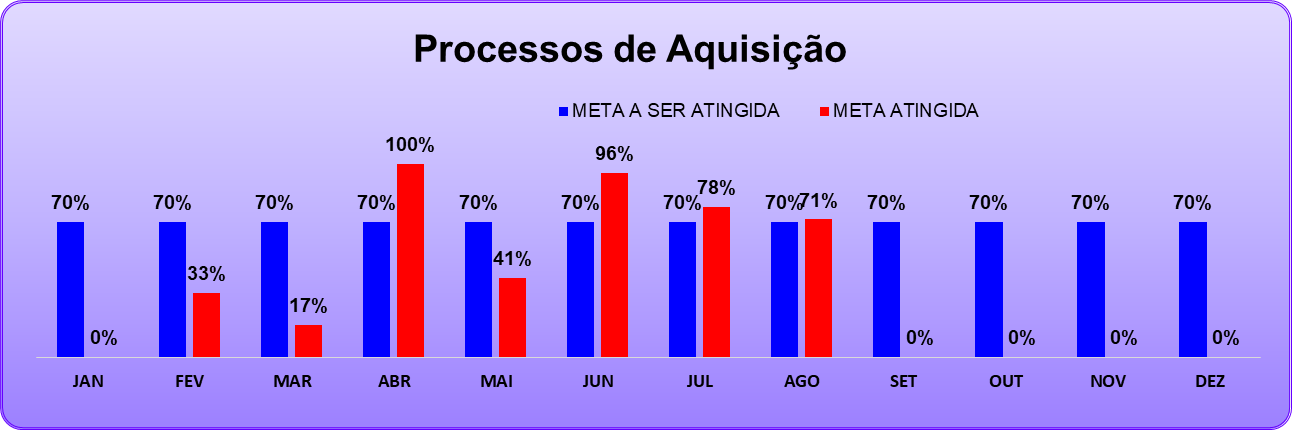 Processos de Aquisição
META A SER ATINGIDA META ATINGIDA
70% 0% 70% 33% 70% 17% 70% 100% 70% 41% 70% 96% 70% 78% 70% 71% 70% 0% 70% 0% 70% 0% 70% 0%
JAN FEV MAR ABR MAI JUN JUL AGO SET OUT NOV DEZ